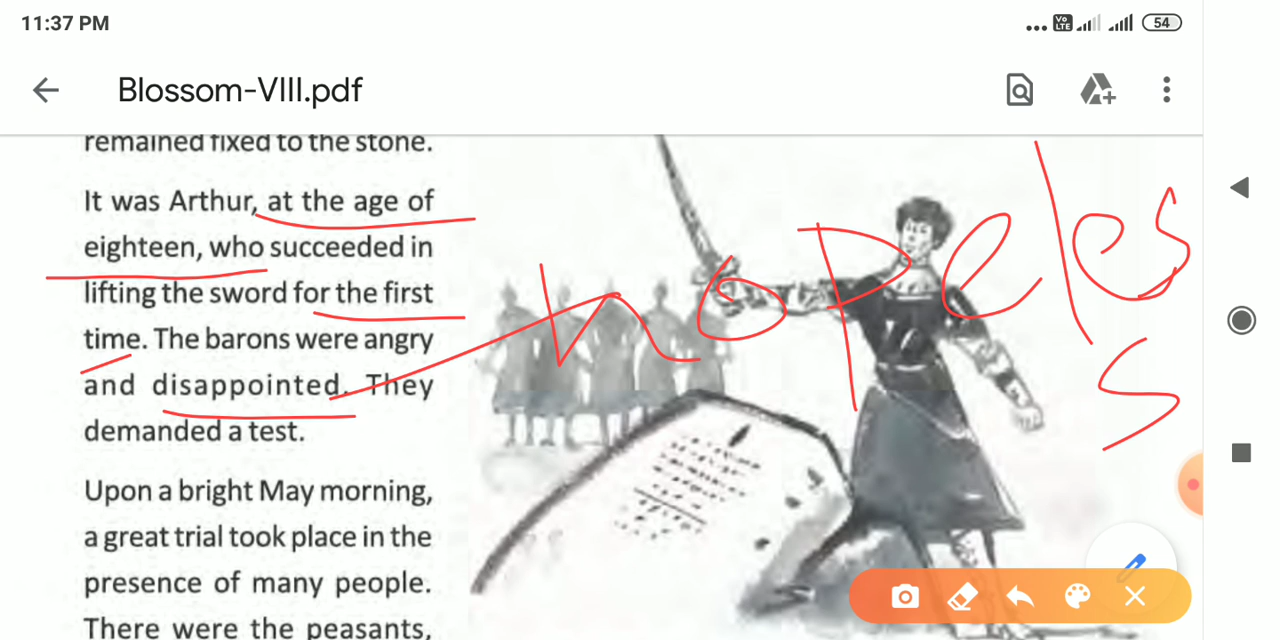 11:37 PM
Vo LTE
54
Blossom-VIII.pdf
remained fixed to the stone.
It was Arthur, at the age of
eighteen, who succeeded in
lifting the sword for the first
time. The barons were angry
and disappointed. They
demanded a test.
hopeles
s
Upon a bright May morning,
a great trial took place in the
presence of many people.
There were the peasants,